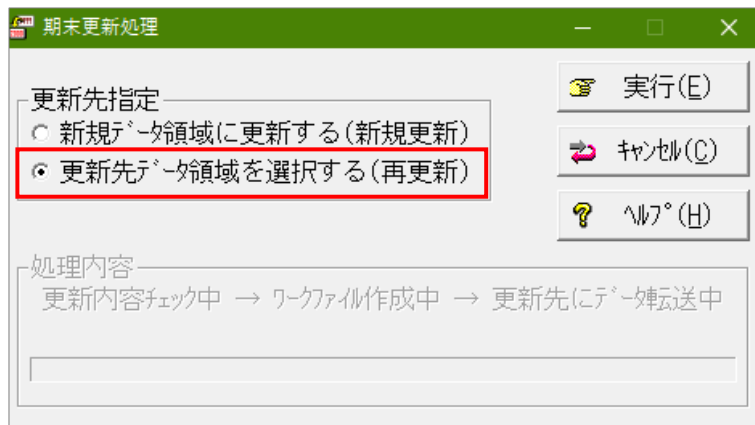 期末更新処理
更新先指定
新規ﾃﾞｰﾀ領域に更新する(新規更新)
更新先ﾃﾞｰﾀ領域を選択する(再更新)
実行(E)
ｷｬﾝｾﾙ(C)
ﾍﾙﾌﾟ(H)
処理内容
更新内容ﾁｪｯｸ中 → ﾜｰｸﾌｧｲﾙ作成中 → 更新先にﾃﾞｰﾀ転送中